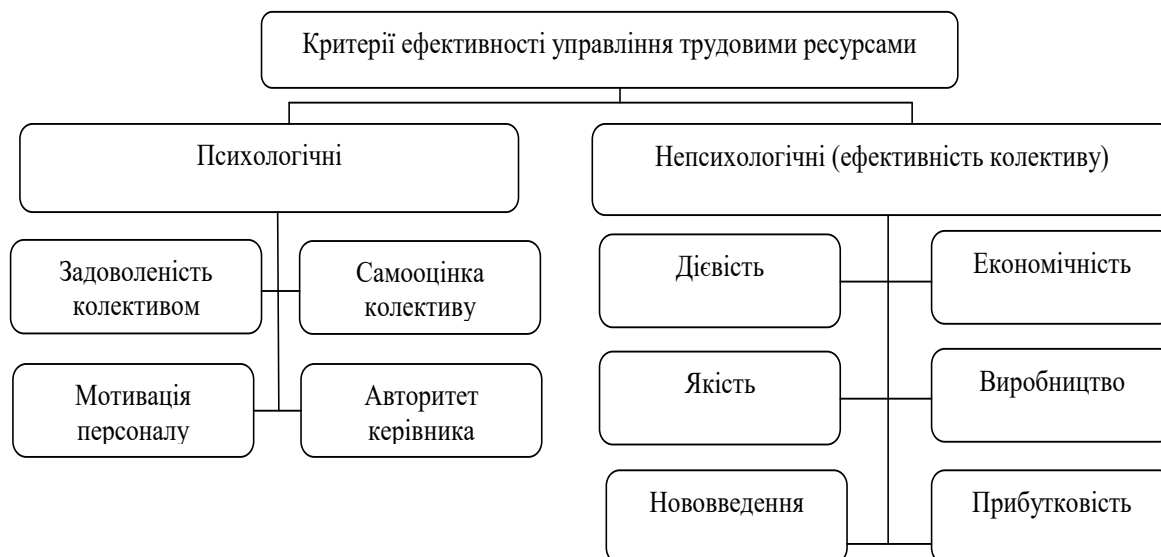 Критерії ефективності управління трудовими ресурсами
Психологічні
Непсихологічні (ефективність колективу)
Задоволеність
колективом
Самооцінка
колективу
Мотивація
персоналу
Авторитет
керівника
Дієвість
Економічність
Якість
Виробництво
Нововведення
Прибутковість